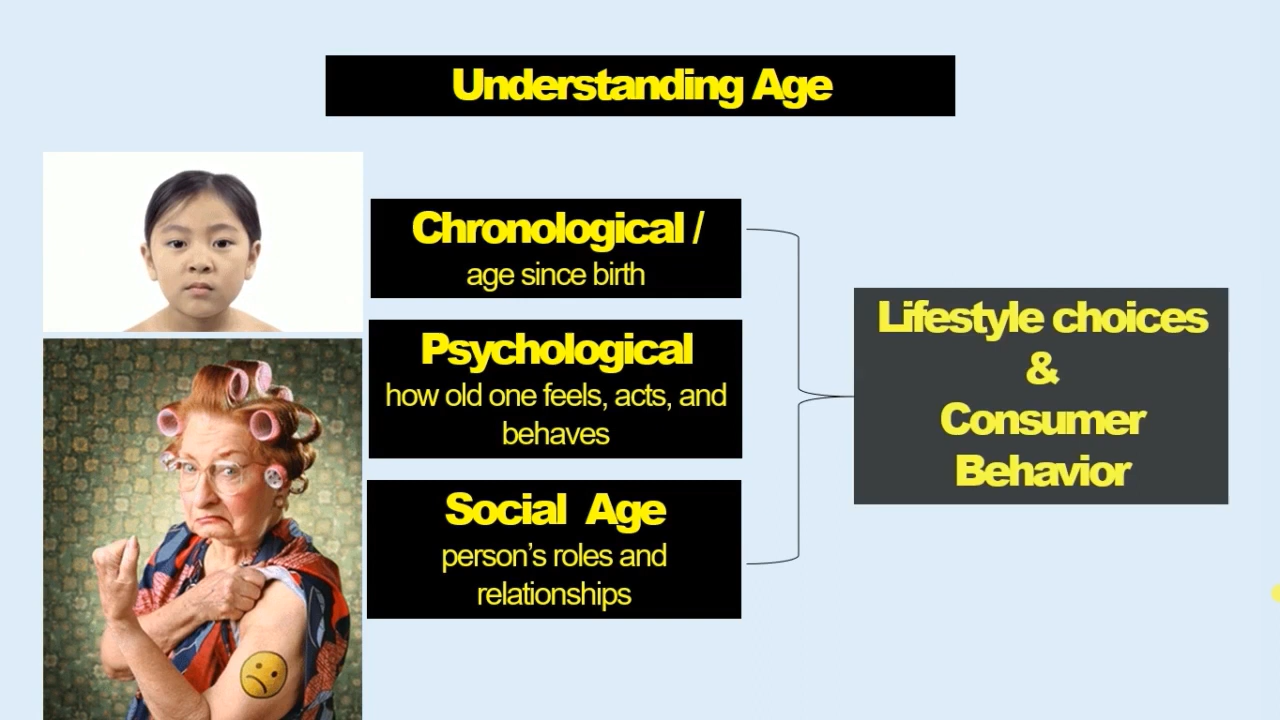 Understanding Age
Chronological /
age since birth
Psychological
how old one feels, acts, and
behaves
Social Age
person's roles and
relationships
Lifestyle choices
&
Consumer
Behavior